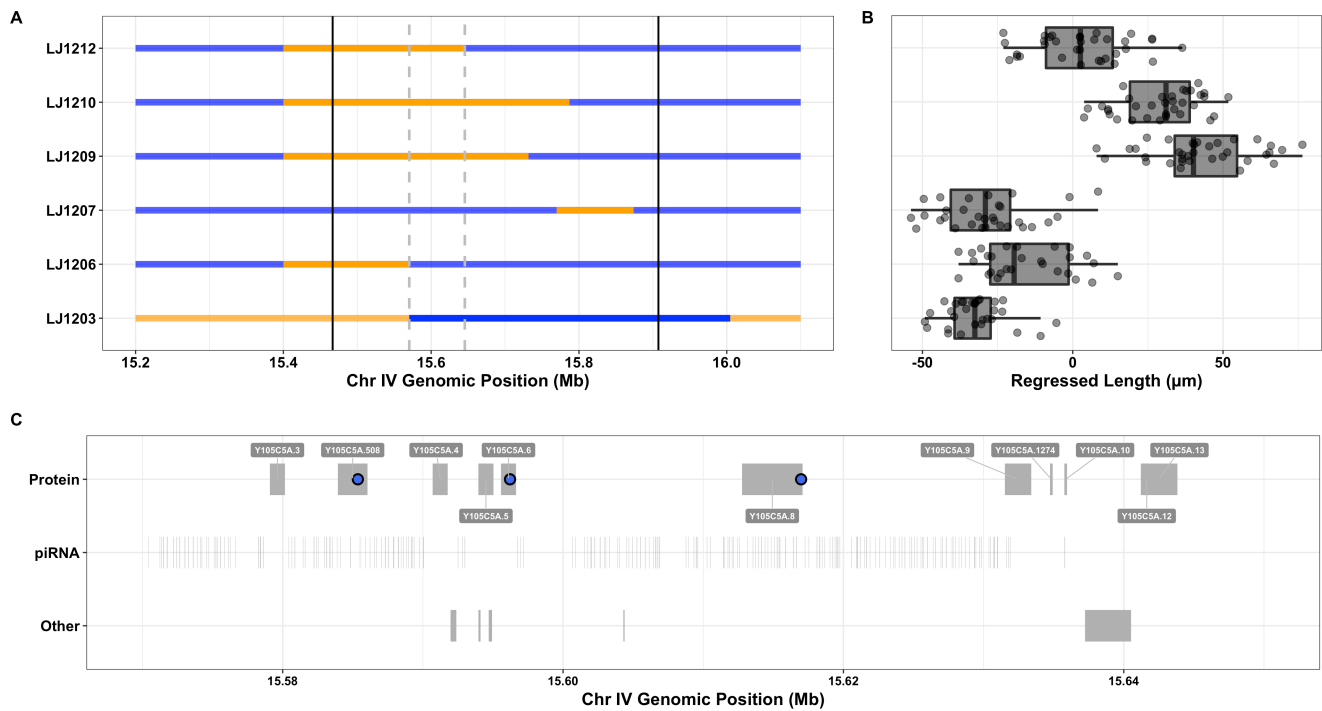 A
B
LJ1212
LJ1210
LJ1209
LJ1207
LJ1206
LJ1203
15.2 15.4 15.6 15.8 16.0
Chr IV Genomic Position (Mb)
-50 0 50
Regressed Length (µm)
C
Y105C5A.3 Y105C5A.508 Y105C5A.4 Y105C5A.6 Y105C5A.9 Y105C5A.1274 Y105C5A.10 Y105C5A.13
Protein
Y105C5A.5 Y105C5A.8 Y105C5A.12
piRNA
Other
15.58 15.60 15.62 15.64
Chr IV Genomic Position (Mb)